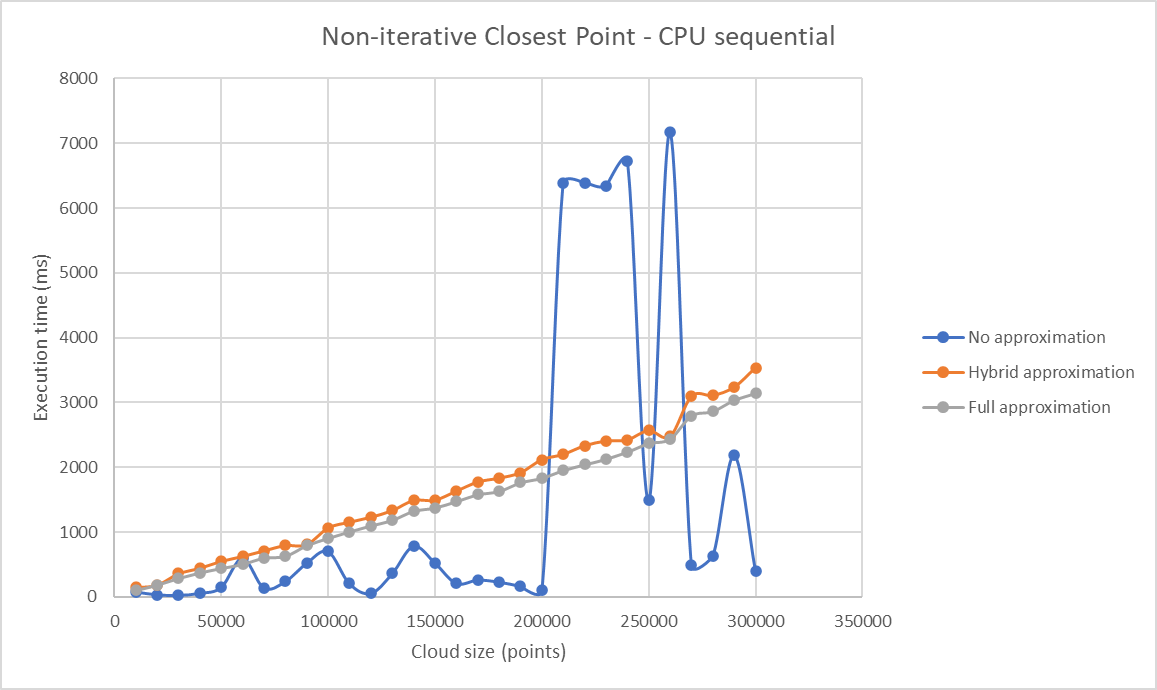 Non-iterative Closest Point - CPU sequential
8000
7000
6000
5000
4000
3000
2000
1000
0
Execution time (ms)
0 50000 100000 150000 200000 250000 300000 350000
Cloud size (points)
No approximation
Hybrid approximation
Full approximation